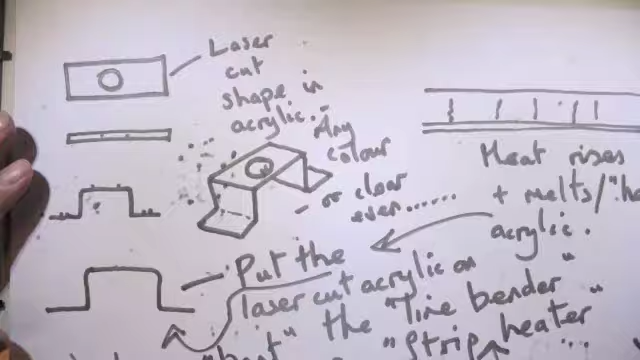 Laser
cut
shape in
acrylic.
Any
colour
or clear
even......
Heat rises
+ melts/"
acrylic.
Put the
laser cut acrylic on
the "line bender"
"strip heater"